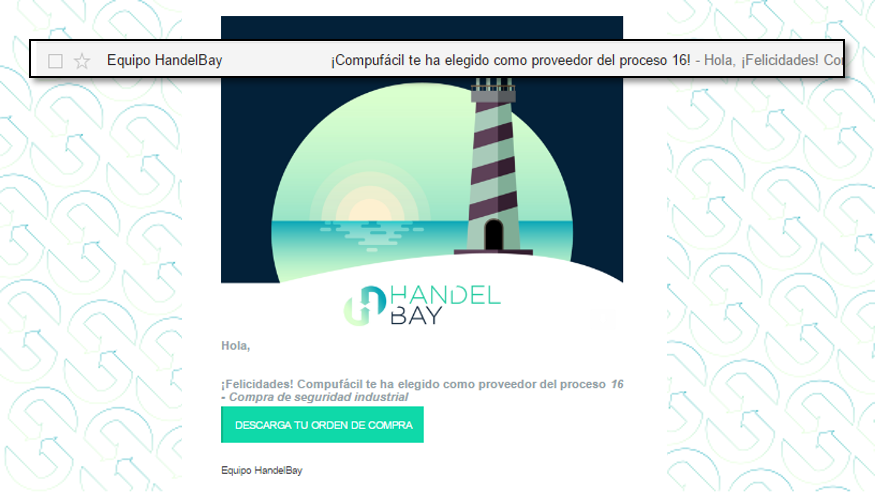 Equipo HandelBay ¡Compufácil te ha elegido como proveedor del proceso 16! - Hola, ¡Felicidades! Co
HANDEL
BAY
Hola,
¡Felicidades! Compufácil te ha elegido como proveedor del proceso 16
- Compra de seguridad industrial
DESCARGA TU ORDEN DE COMPRA
Equipo HandelBay